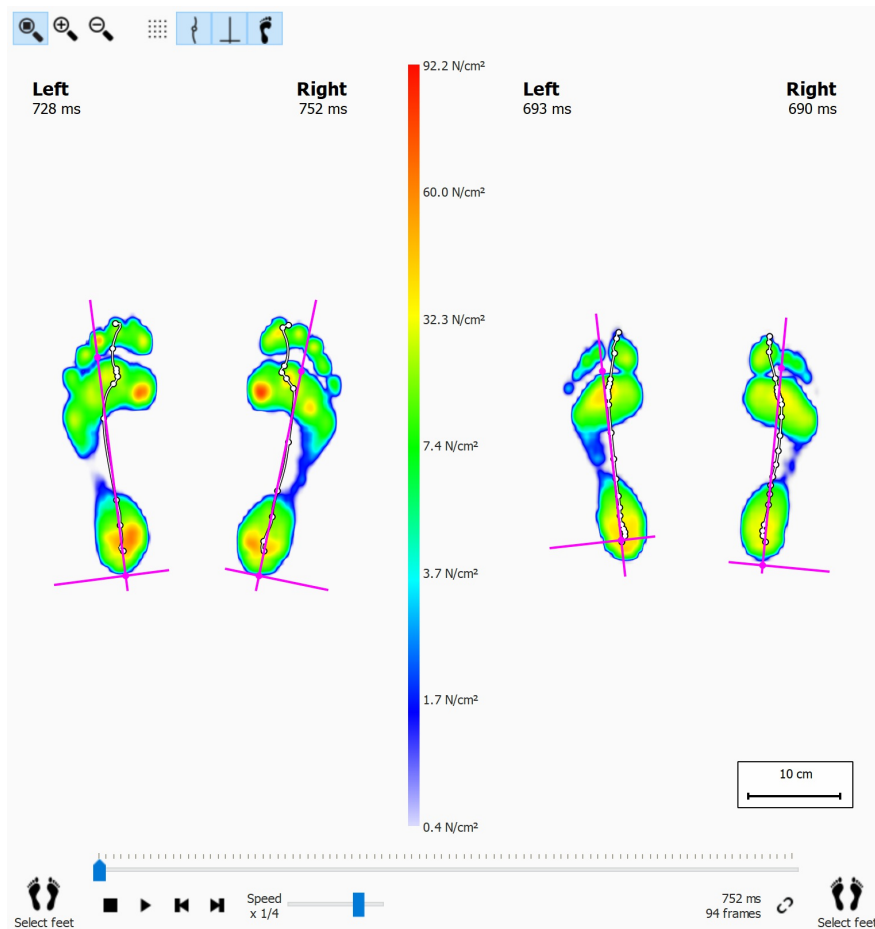 Left
728 ms
Right
752 ms
Left
693 ms
Right
690 ms
92.2 N/cm²
60.0 N/cm²
32.3 N/cm²
7.4 N/cm²
3.7 N/cm²
1.7 N/cm²
0.4 N/cm²
10 cm
Select feet
Speed
x 1/4
752 ms
94 frames
Select feet